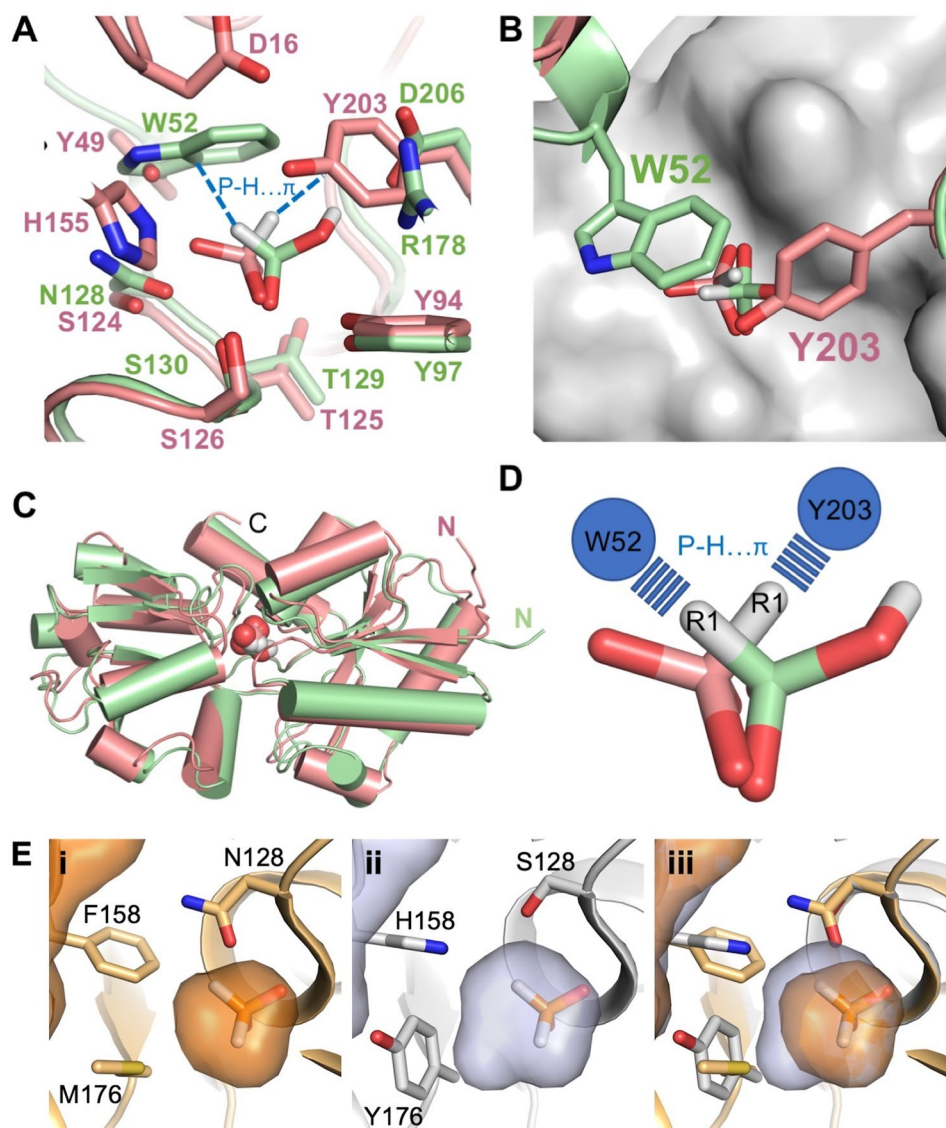 A
D16
W52
Y203
D206
Y49
P-H...π
H155
R178
N128
S124
Y94
S130
T129
Y97
T125
S126
B
W52
Y203
C
C
N
N
D
W52
Y203
P-H...π
R1
R1
E
i
N128
F158
M176
ii
S128
H158
Y176
iii